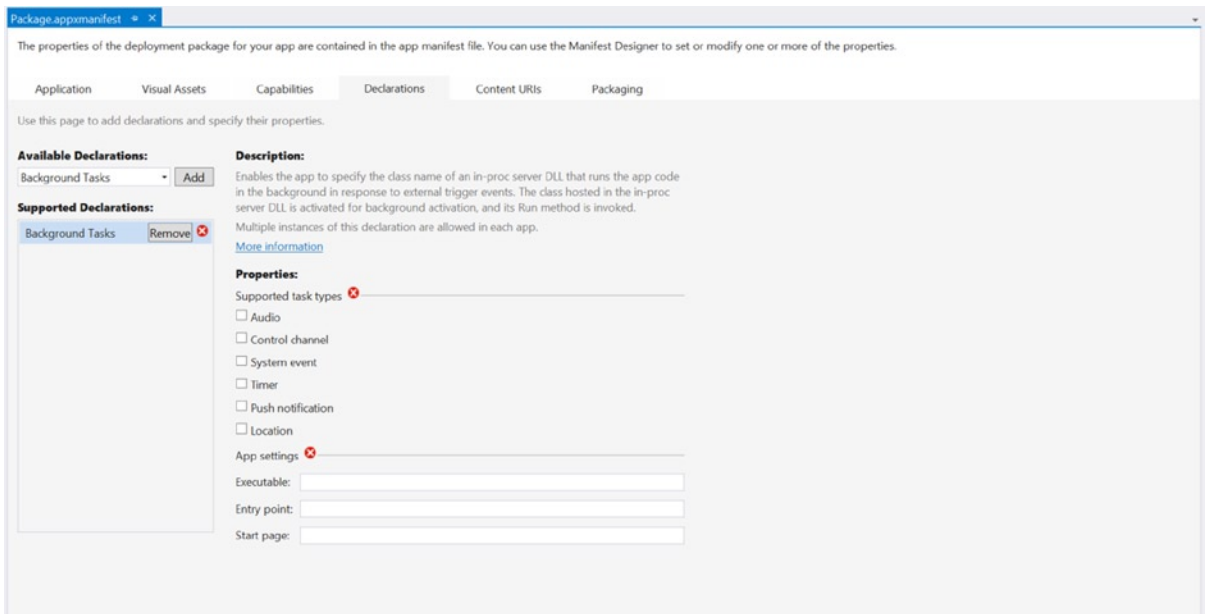 Package.appxmanifest
The properties of the deployment package for your app are contained in the app manifest file. You can use the Manifest Designer to set or modify one or more of the properties.
Application Visual Assets Capabilities Declarations Content URIs Packaging
Use this page to add declarations and specify their properties.
Available Declarations:
Background Tasks Add
Supported Declarations:
Background Tasks Remove
Description:
Enables the app to specify the class name of an in-proc server DLL that runs the app code
in the background in response to external trigger events. The class hosted in the in-proc
server DLL is activated for background activation, and its Run method is invoked.
Multiple instances of this declaration are allowed in each app.
More information
Properties:
Supported task types
Audio
Control channel
System event
Timer
Push notification
Location
App settings
Executable:
Entry point:
Start page: